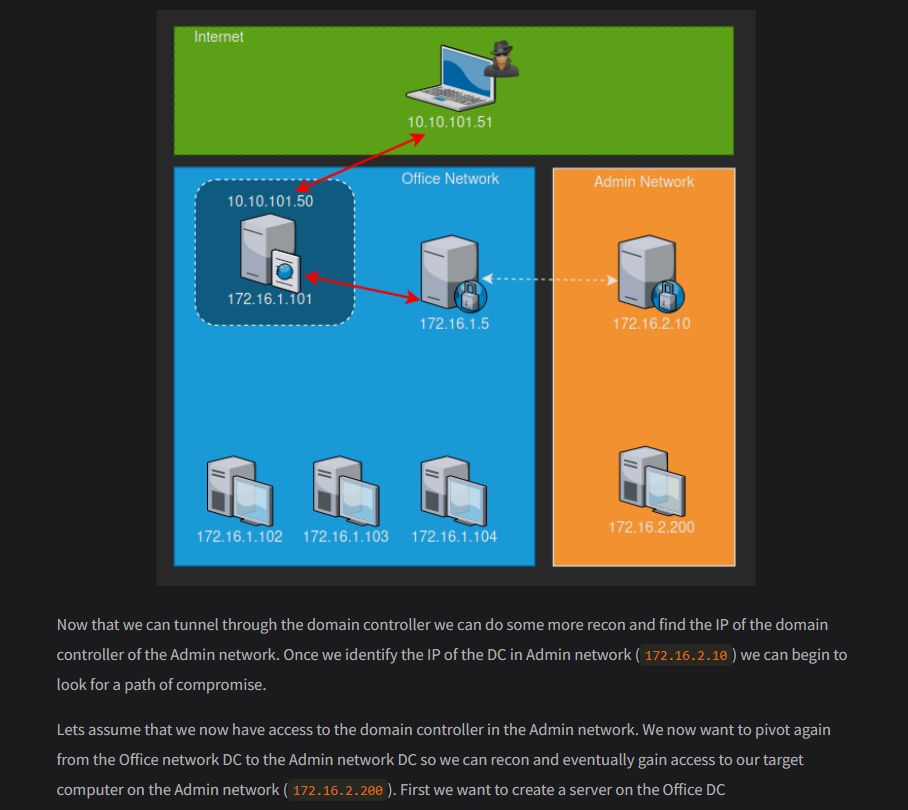 Internet
10.10.101.51
Office Network
Admin Network
10.10.101.50
172.16.1.101
172.16.1.5
172.16.2.10
172.16.1.102
172.16.1.103
172.16.1.104
172.16.2.200
Now that we can tunnel through the domain controller we can do some more recon and find the IP of the domain
controller of the Admin network. Once we identify the IP of the DC in Admin network ( 172.16.2.10 ) we can begin to
look for a path of compromise.
Lets assume that we now have access to the domain controller in the Admin network. We now want to pivot again
from the Office network DC to the Admin network DC so we can recon and eventually gain access to our target
computer on the Admin network ( 172.16.2.200 ). First we want to create a server on the Office DC